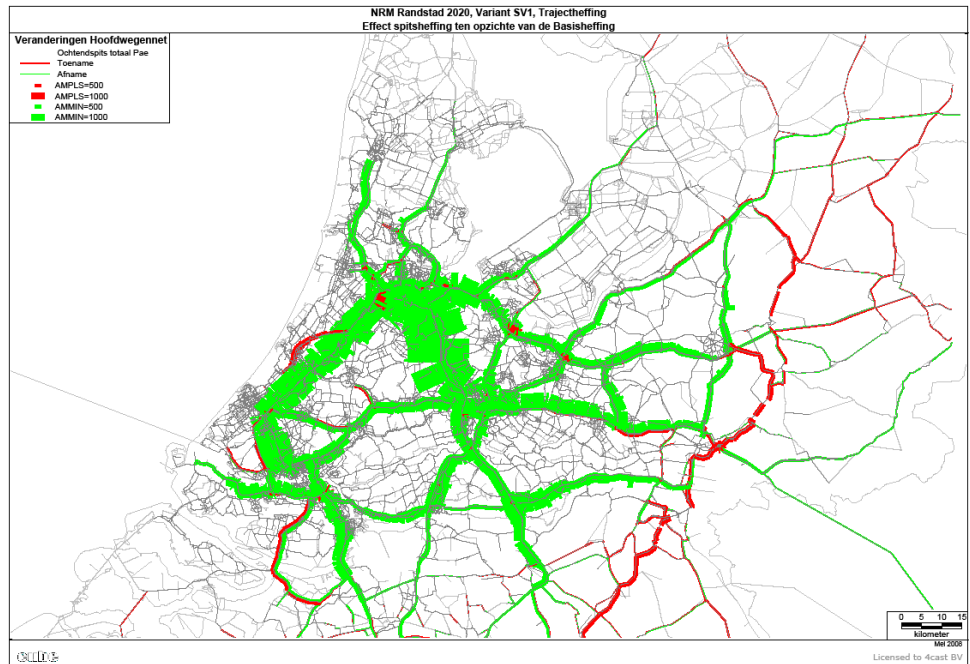 NRM Randstad 2020, Variant SV1, Trajectheffing
Effect spitsheffing ten opzichte van de Basisheffing
Veranderingen Hoofdwegennet
Ochtendspits totaal Pae
Toename
Afname
AMPLS=500
AMPLS=1000
AMMIN=500
AMMIN=1000
0 5 10 15
kilometer
Mei 2008
cube
Licensed to 4cast BV